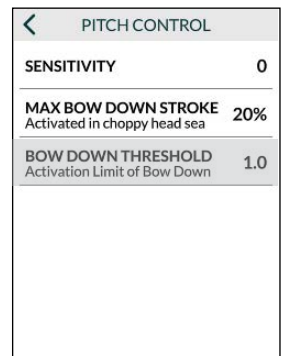 PITCH CONTROL
SENSITIVITY 0
MAX BOW DOWN STROKE 20%
Activated in choppy head sea
BOW DOWN THRESHOLD 1.0
Activation Limit of Bow Down